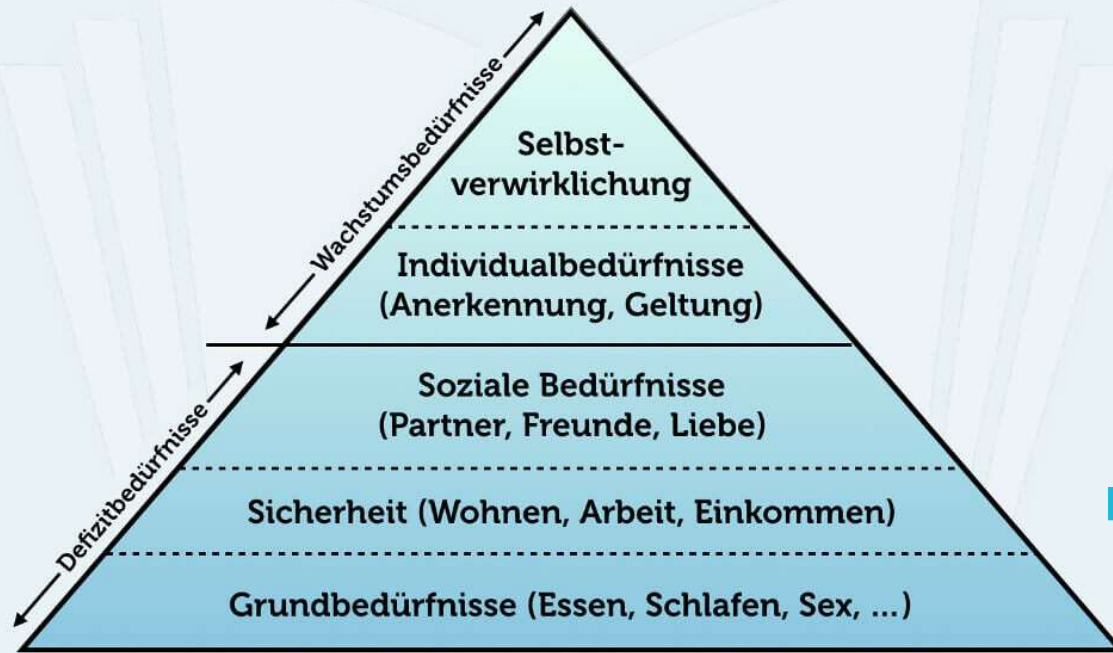 Wachstumsbedürfnisse
Defizitbedürfnisse
Selbst-
verwirklichung
Individualbedürfnisse
(Anerkennung, Geltung)
Soziale Bedürfnisse
(Partner, Freunde, Liebe)
Sicherheit (Wohnen, Arbeit, Einkommen)
Grundbedürfnisse (Essen, Schlafen, Sex, ...)